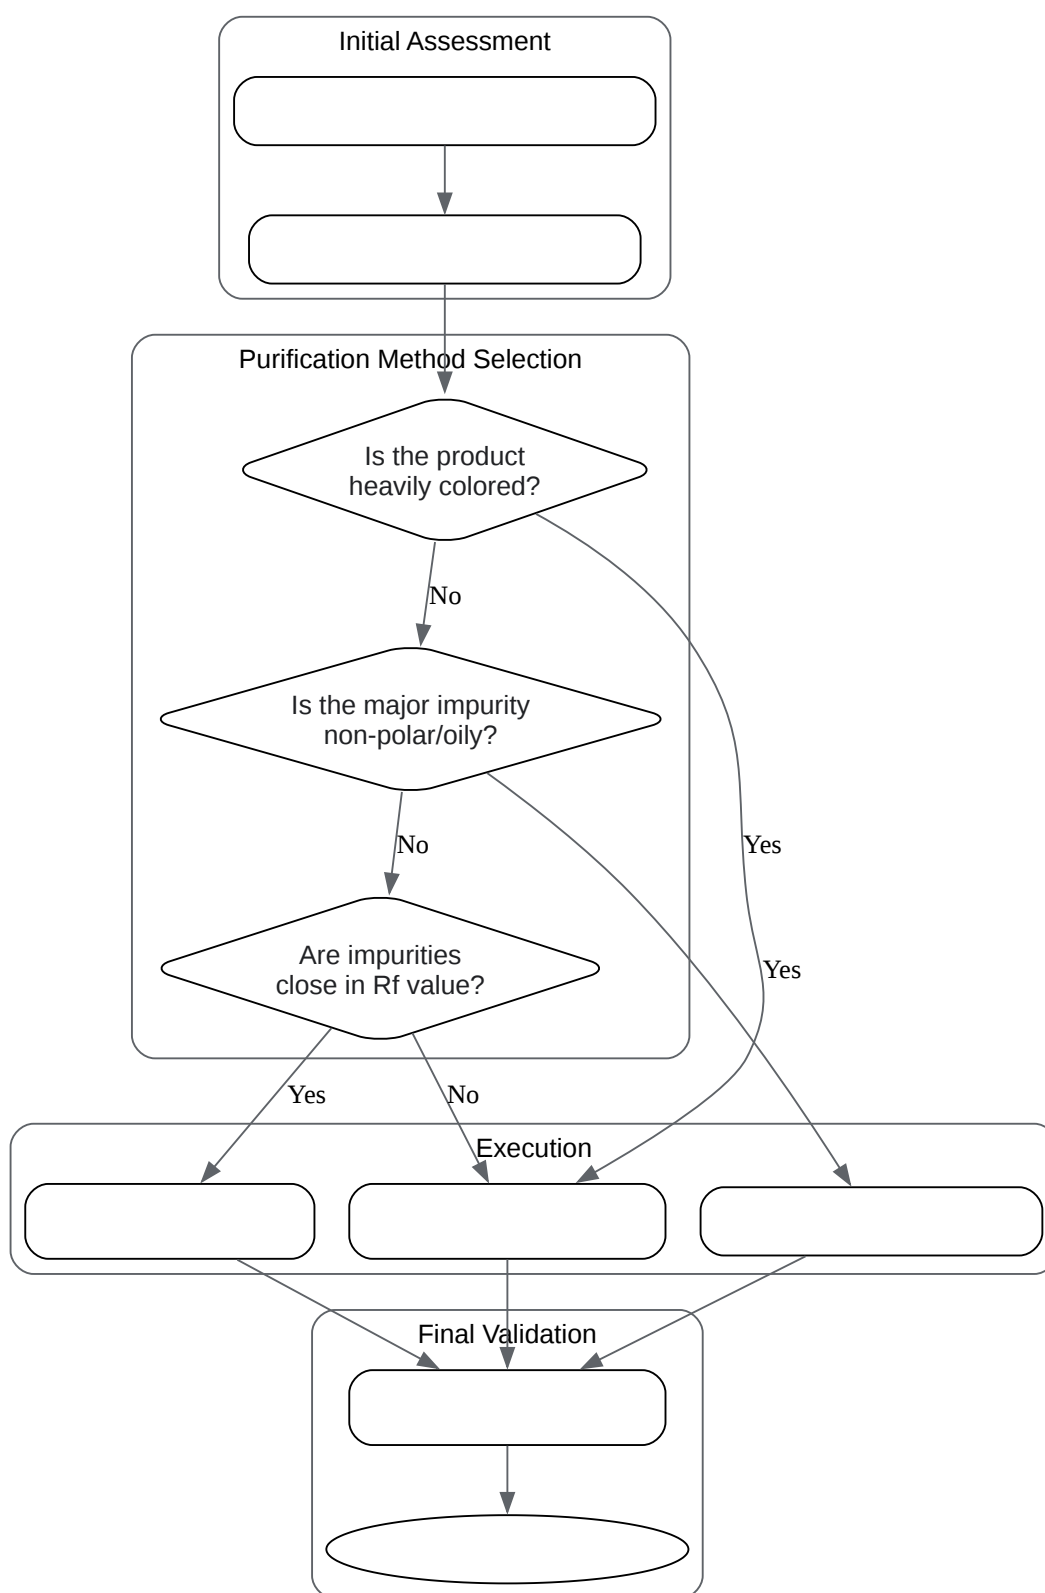 Initial Assessment
Purification Method Selection
Is the product
heavily colored?
No
Is the major impurity
non-polar/oily?
No
Yes
Are impurities
close in Rf value?
Yes
Yes
No
Execution
Final Validation